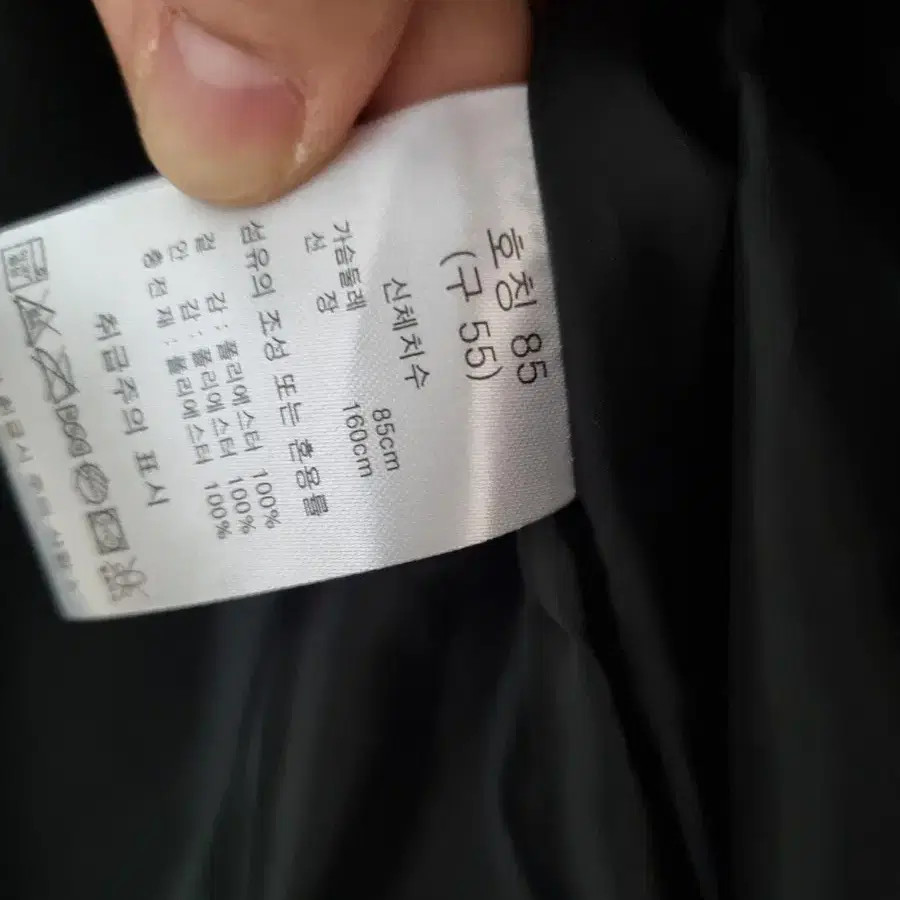 호칭 85
(구 55)
신체치수
가슴둘레 85cm
신 장 160cm
섬유의 조성 또는 혼용률
겉 감 : 폴리에스터 100%
안 감 : 폴리에스터 100%
충 전 재 : 폴리에스터 100%
취급주의 표시